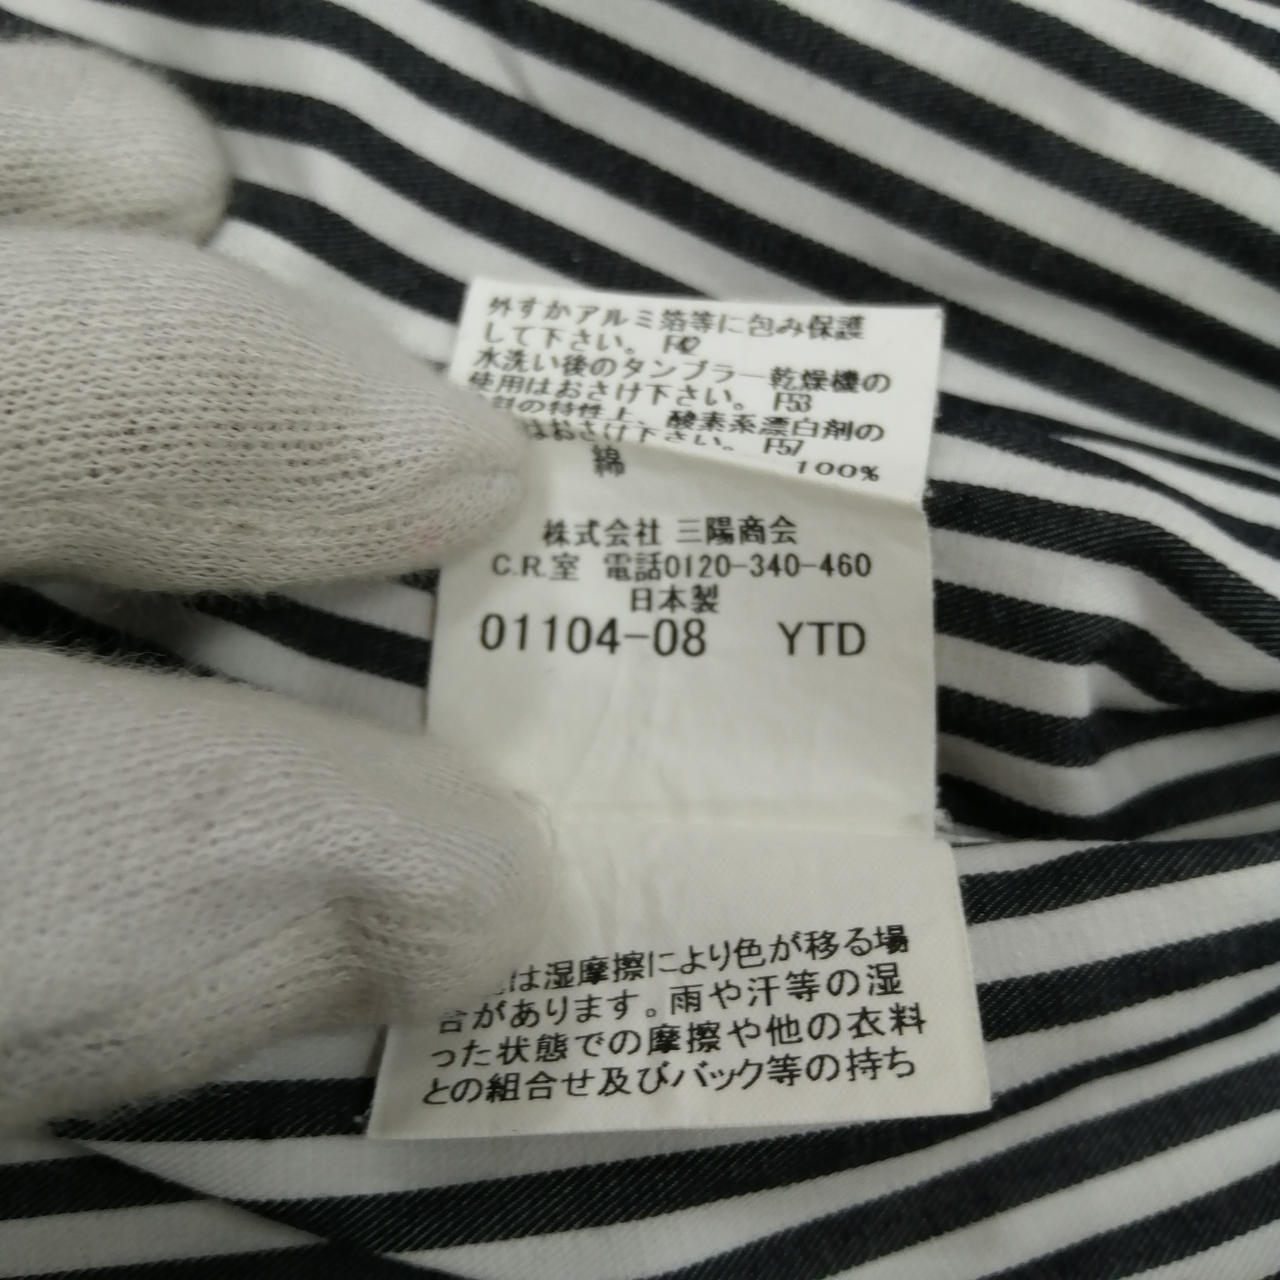 外すかアルミ箔等に包み保護
して下さい。 F42
水洗い後のタンブラー乾燥機の
使用はおさけ下さい。 F53
の特性上、酸素系漂白剤の
はおさけ下さい。 F57
綿 100%
株式会社 三陽商会
C.R.室 電話0120-340-460
日本製
01104-08 YTD
は湿摩擦により色が移る場
合があります。雨や汗等の湿
った状態での摩擦や他の衣料
との組合せ及びバック等の持ち